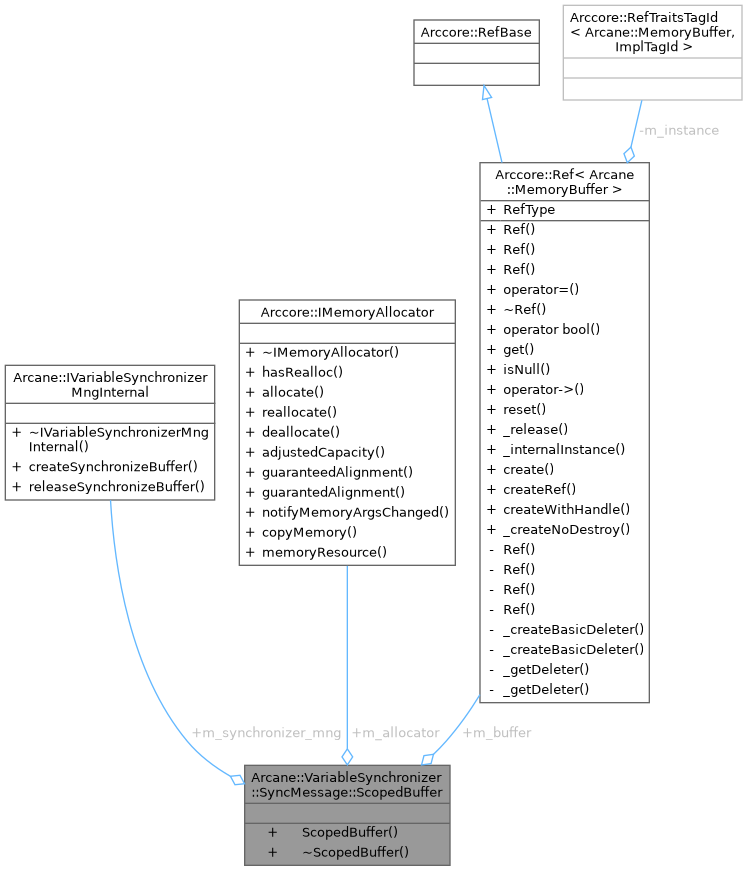 Arccore::RefBase
Arccore::RefTraitsTagId
< Arcane::MemoryBuffer,
ImplTagId >
-m_instance
Arccore::Ref< Arcane
::MemoryBuffer >
+ RefType
+ Ref()
+ Ref()
+ Ref()
+ operator=()
+ ~Ref()
+ operator bool()
+ get()
+ isNull()
+ operator->()
+ reset()
+ _release()
+ _internalInstance()
+ create()
+ createRef()
+ createWithHandle()
+ _createNoDestroy()
- Ref()
- Ref()
- Ref()
- Ref()
- _createBasicDeleter()
- _createBasicDeleter()
- _getDeleter()
- _getDeleter()
Arccore::IMemoryAllocator
+ ~IMemoryAllocator()
+ hasRealloc()
+ allocate()
+ reallocate()
+ deallocate()
+ adjustedCapacity()
+ guaranteedAlignment()
+ guarantedAlignment()
+ notifyMemoryArgsChanged()
+ copyMemory()
+ memoryResource()
Arcane::IVariableSynchronizer
MngInternal
+ ~IVariableSynchronizerMng
Internal()
+ createSynchronizeBuffer()
+ releaseSynchronizeBuffer()
+m_synchronizer_mng
+m_allocator
+m_buffer
Arcane::VariableSynchronizer
::SyncMessage::ScopedBuffer
+ ScopedBuffer()
+ ~ScopedBuffer()